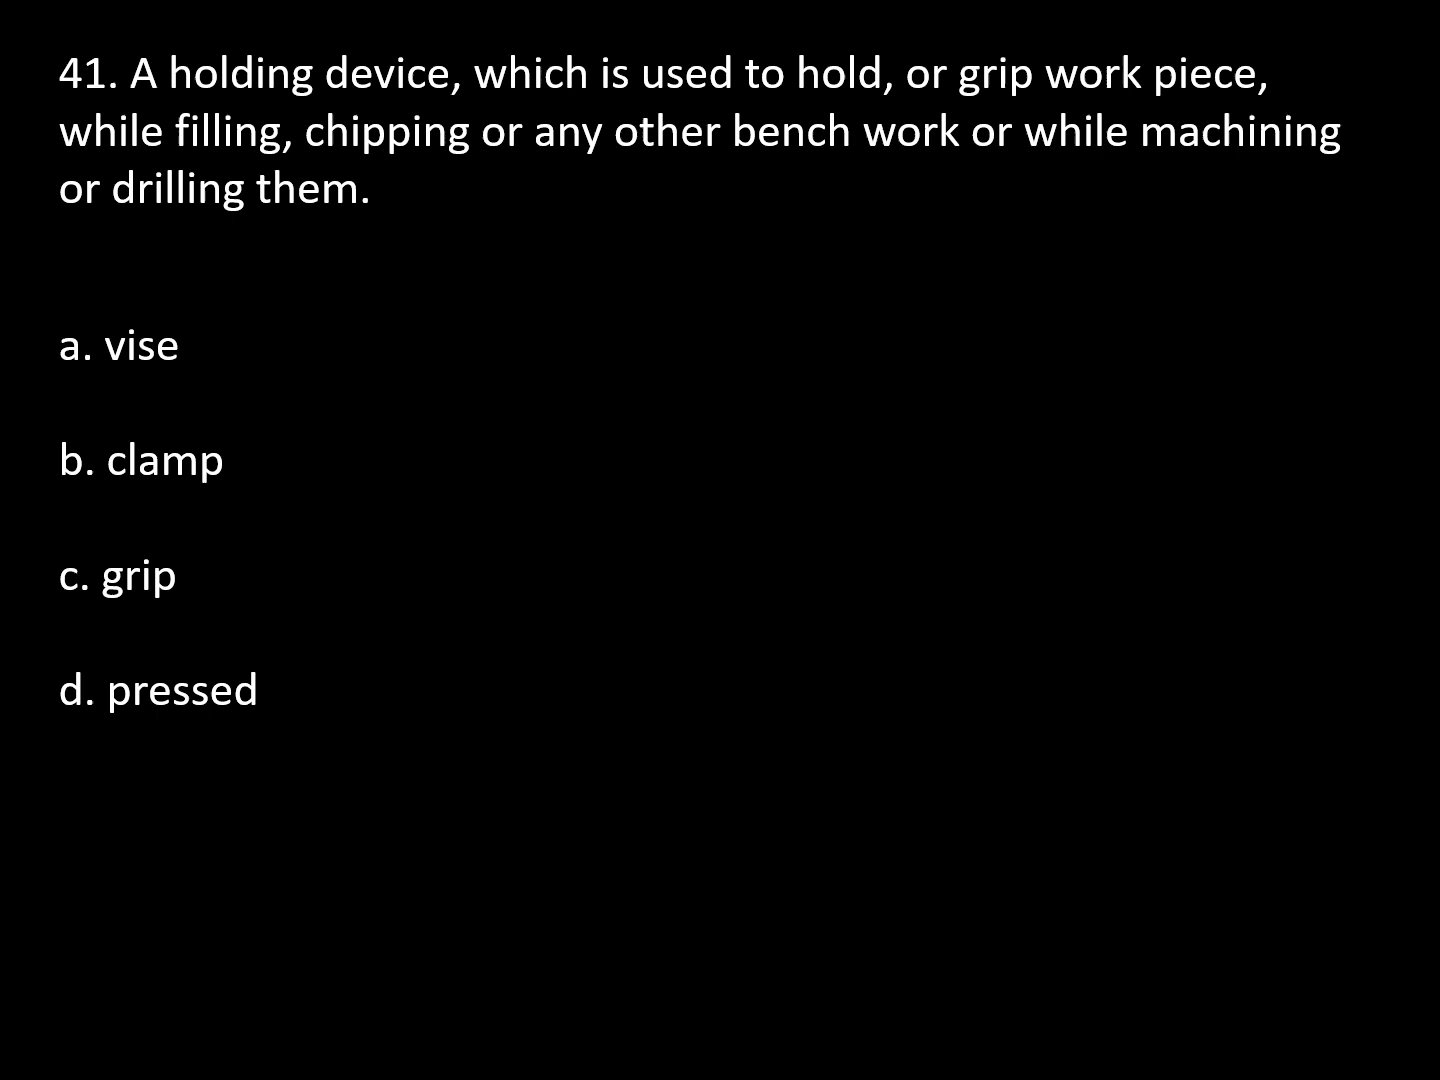 41. A holding device, which is used to hold, or grip work piece,
while filling, chipping or any other bench work or while machining
or drilling them.
a. vise
b. clamp
c. grip
d. pressed